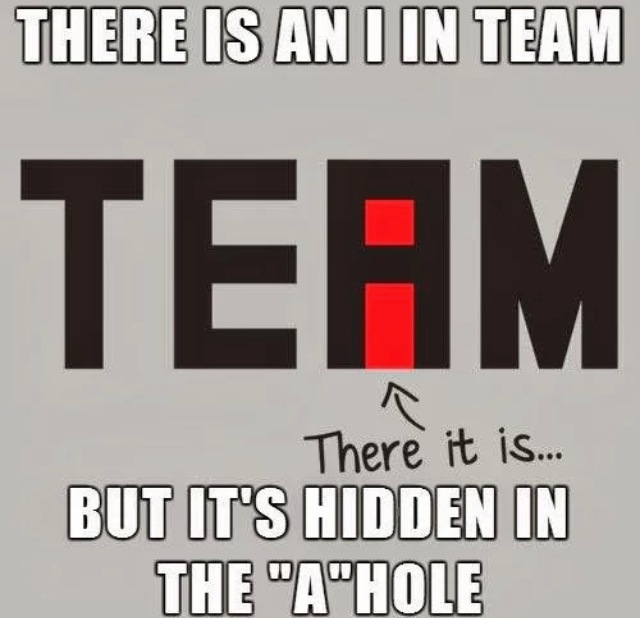 THERE IS AN I IN TEAM
TEAM
There it is...
BUT IT'S HIDDEN IN
THE "A"HOLE